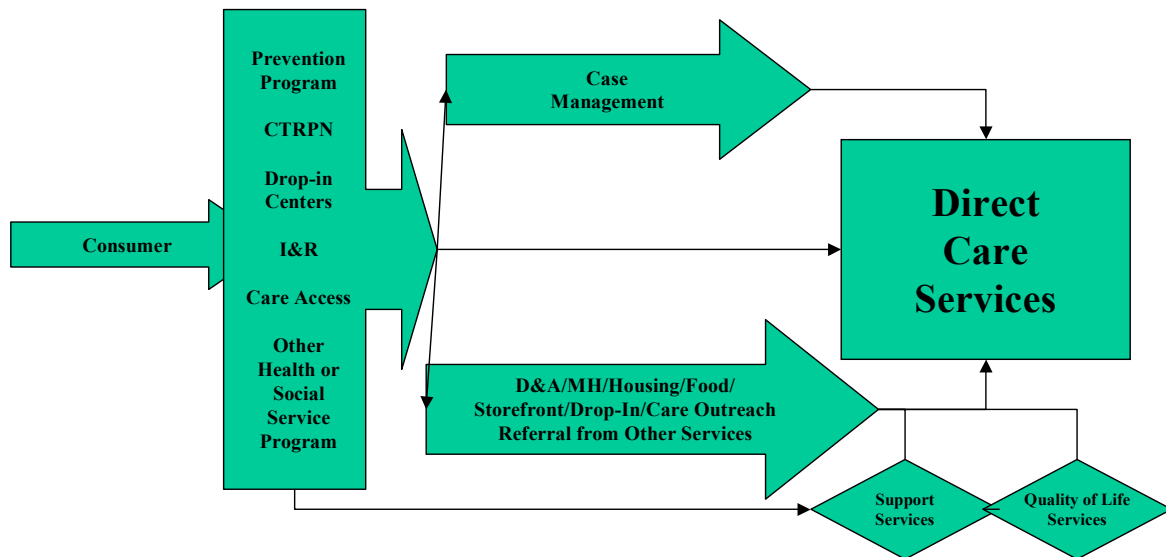 Consumer
Prevention
Program
CTRPN
Drop-in
Centers
I&R
Care Access
Other
Health or
Social
Service
Program
Case
Management
D&A/MH/Housing/Food/
Storefront/Drop-In/Care Outreach
Referral from Other Services
Direct
Care
Services
Support
Services
Quality of Life
Services